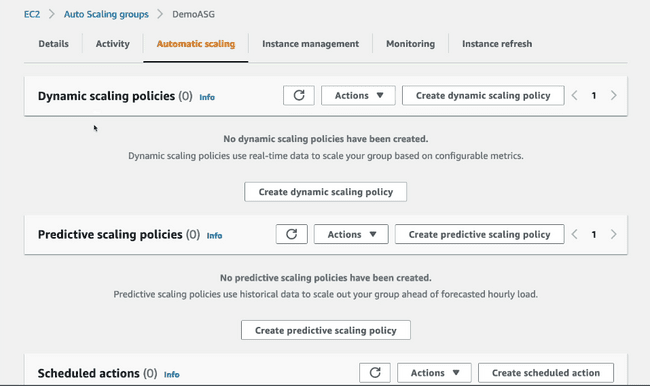 EC2 > Auto Scaling groups > DemoASG
Details Activity Automatic scaling Instance management Monitoring Instance refresh
Dynamic scaling policies (0) Info Actions Create dynamic scaling policy 1
No dynamic scaling policies have been created.
Dynamic scaling policies use real-time data to scale your group based on configurable metrics.
Create dynamic scaling policy
Predictive scaling policies (0) Info Actions Create predictive scaling policy 1
No predictive scaling policies have been created.
Predictive scaling policies use historical data to scale out your group ahead of forecasted hourly load.
Create predictive scaling policy
Scheduled actions (0) Info Actions Create scheduled action